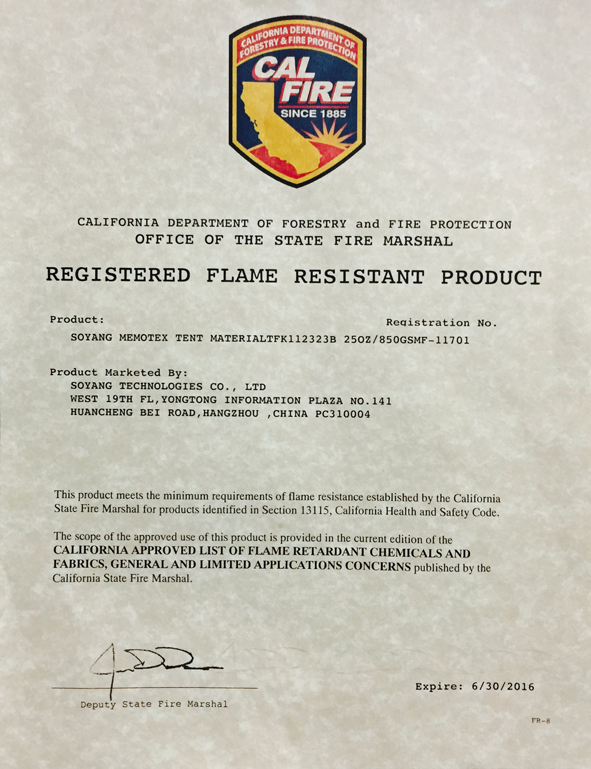 CALIFORNIA DEPARTMENT OF
FORESTRY & FIRE PROTECTION
CAL
FIRE
SINCE 1885
CALIFORNIA DEPARTMENT OF FORESTRY and FIRE PROTECTION
OFFICE OF THE STATE FIRE MARSHAL
REGISTERED FLAME RESISTANT PRODUCT
Product:
Registration No.
SOYANG MEMOTEX TENT MATERIALTFK112323B 25OZ/850GSMF-11701
Product Marketed By:
SOYANG TECHNOLOGIES CO., LTD
WEST 19TH FL,YONGTONG INFORMATION PLAZA NO.141
HUANCHENG BEI ROAD,HANGZHOU ,CHINA PC310004
This product meets the minimum requirements of flame resistance established by the California
State Fire Marshal for products identified in Section 13115, California Health and Safety Code.
The scope of the approved use of this product is provided in the current edition of the
CALIFORNIA APPROVED LIST OF FLAME RETARDANT CHEMICALS AND
FABRICS, GENERAL AND LIMITED APPLICATIONS CONCERNS published by the
California State Fire Marshal.
Deputy State Fire Marshal
Expire: 6/30/2016
FR-8